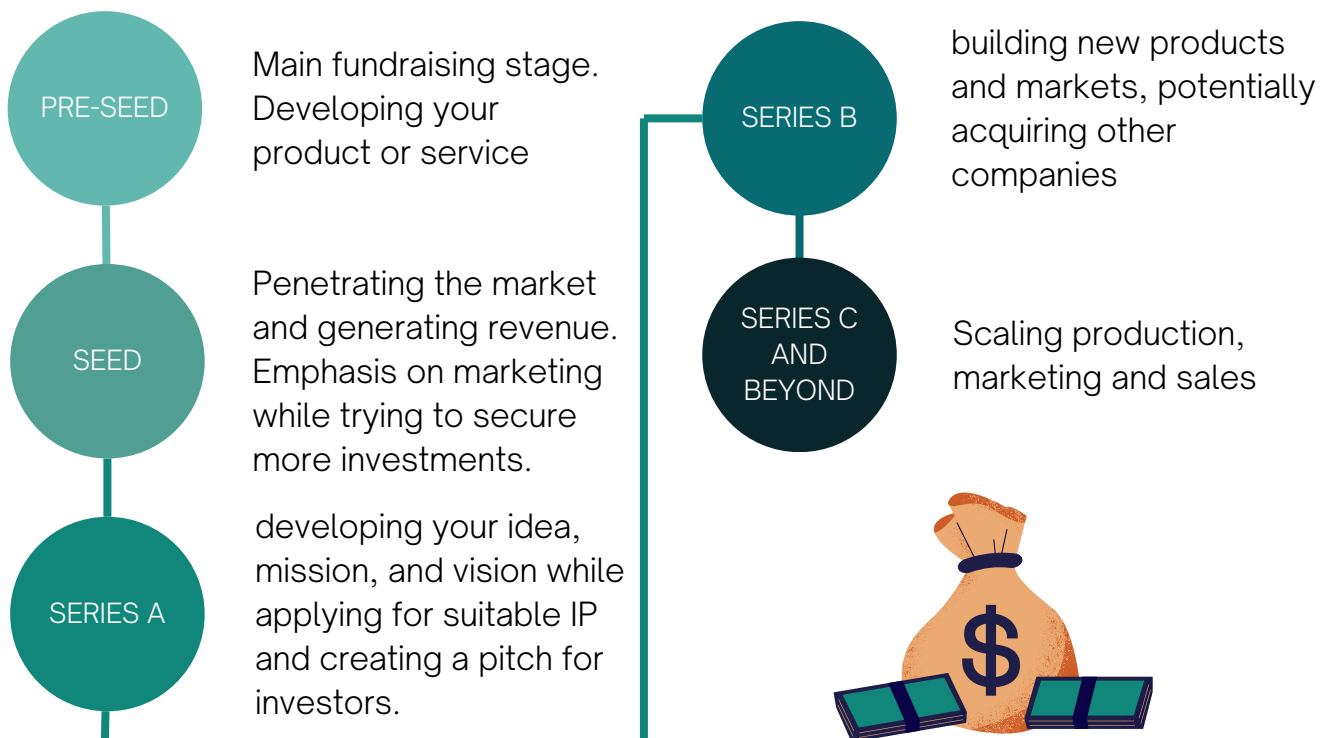 PRE-SEED
Main fundraising stage.
Developing your
product or service
SEED
Penetrating the market
and generating revenue.
Emphasis on marketing
while trying to secure
more investments.
SERIES A
developing your idea,
mission, and vision while
applying for suitable IP
and creating a pitch for
investors.
SERIES B
building new products
and markets, potentially
acquiring other
companies
SERIES C
AND
BEYOND
Scaling production,
marketing and sales
$